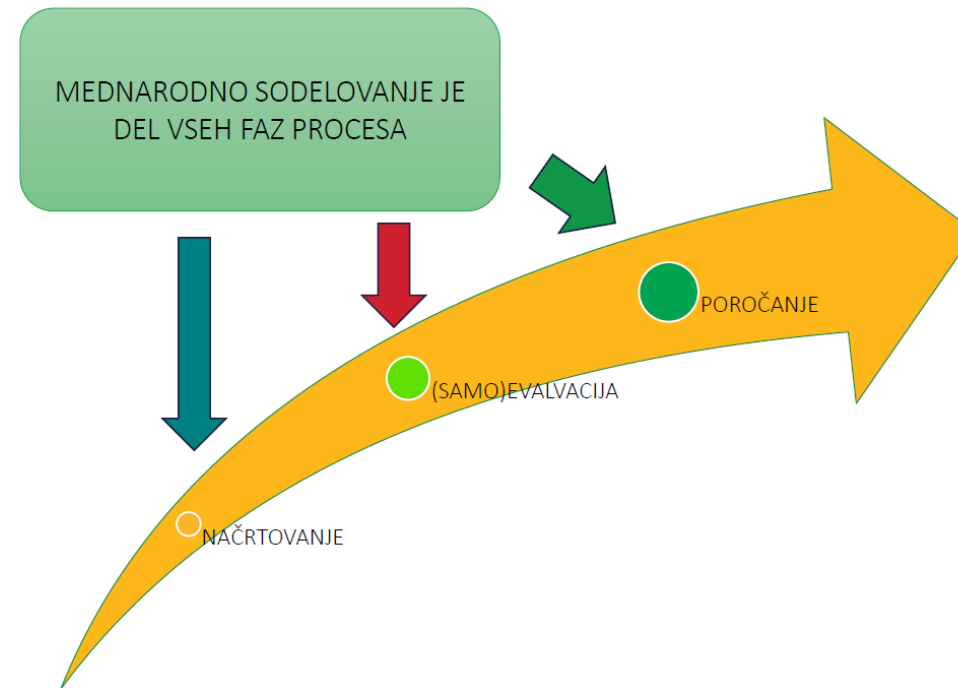 MEDNARODNO SODELOVANJE JE
DEL VSEH FAZ PROCESA
POROČANJE
(SAMO)EVALVACIJA
NAČRTOVANJE